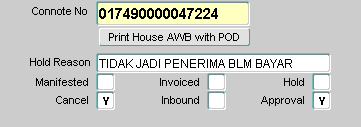 Connote No 017490000047224
Print House AWB with POD
Hold Reason TIDAK JADI PENERIMA BLM BAYAR
Manifested Invoiced Hold
Cancel Y Inbound Approval Y